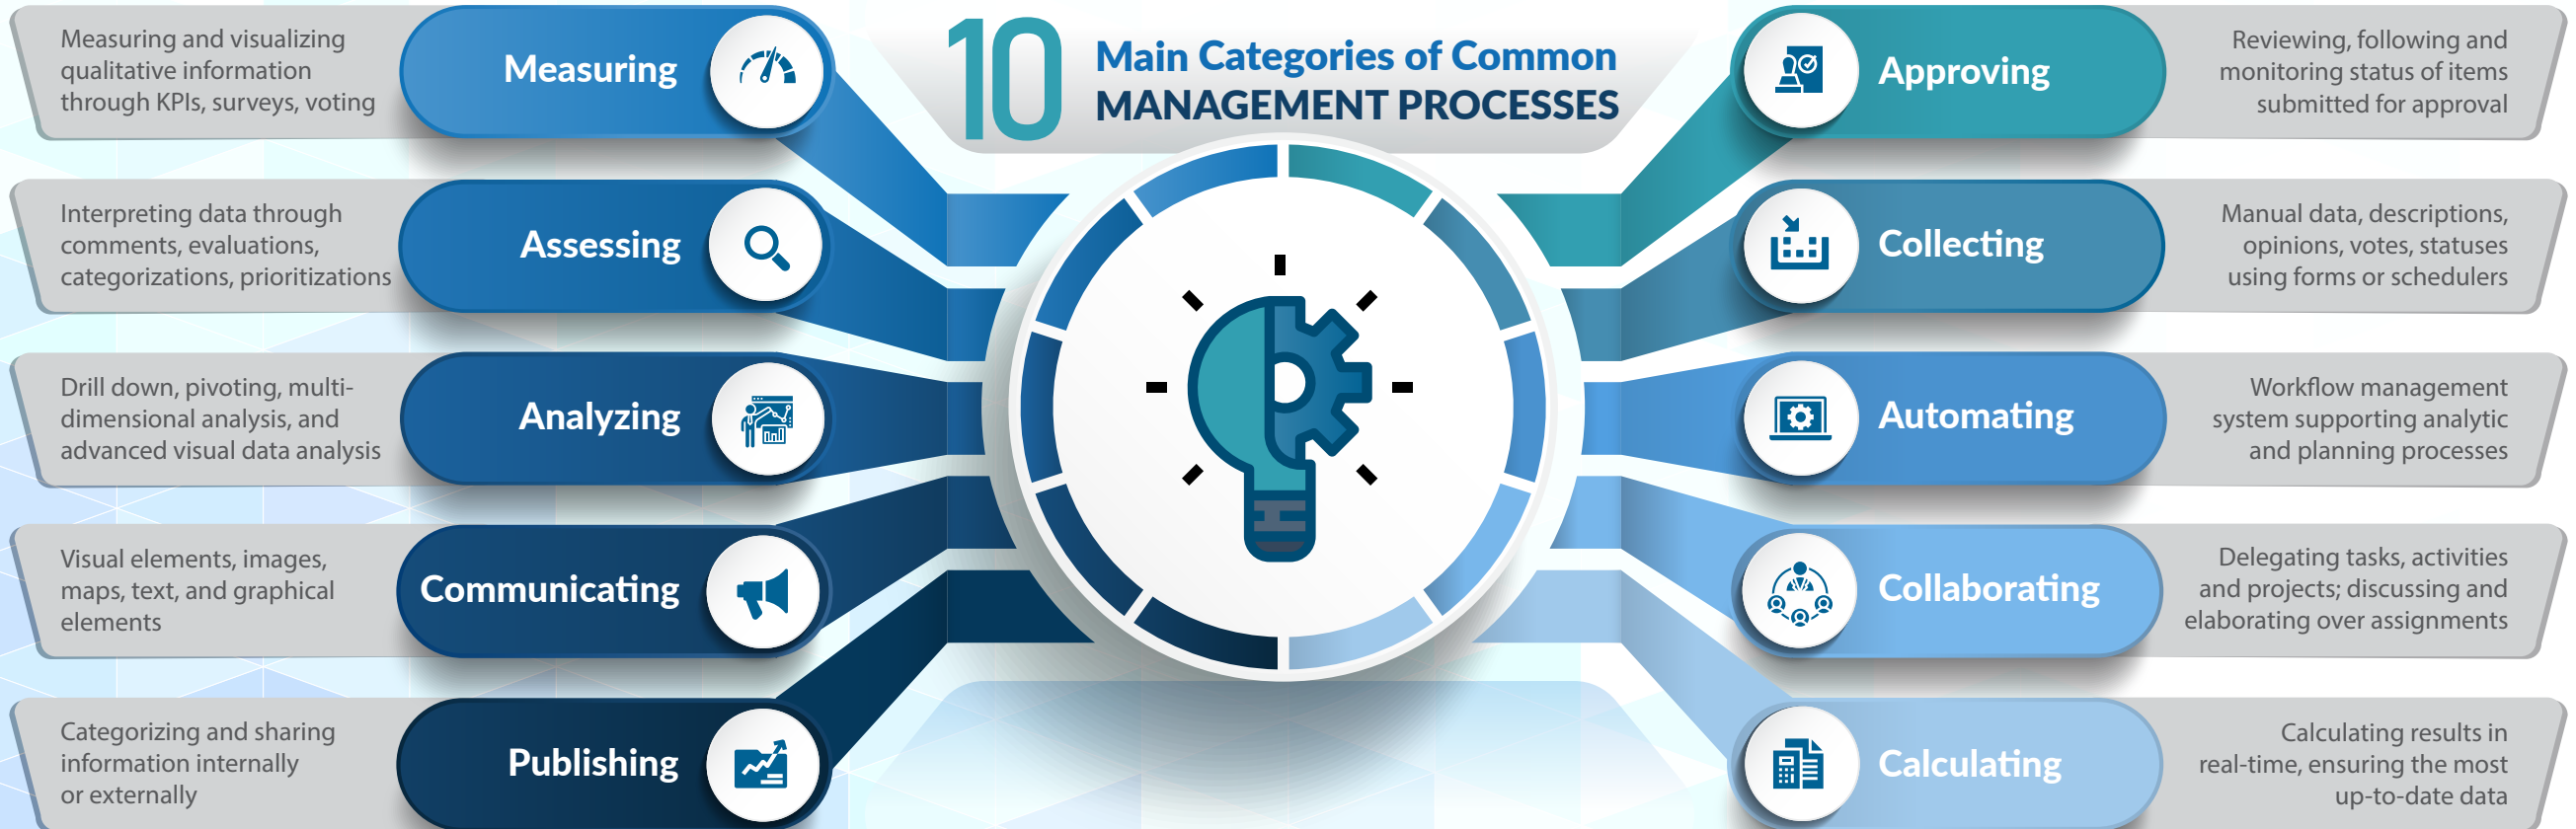 10
Main Categories of Common
MANAGEMENT PROCESSES
Measuring and visualizing
qualitative information
through KPIs, surveys, voting
Measuring
Interpreting data through
comments, evaluations,
categorizations, prioritizations
Assessing
Drill down, pivoting, multi-
dimensional analysis, and
advanced visual data analysis
Analyzing
Visual elements, images,
maps, text, and graphical
elements
Communicating
Categorizing and sharing
information internally
or externally
Publishing
Approving
Reviewing, following and
monitoring status of items
submitted for approval
Collecting
Manual data, descriptions,
opinions, votes, statuses
using forms or schedulers
Automating
Workflow management
system supporting analytic
and planning processes
Collaborating
Delegating tasks, activities
and projects; discussing and
elaborating over assignments
Calculating
Calculating results in
real-time, ensuring the most
up-to-date data